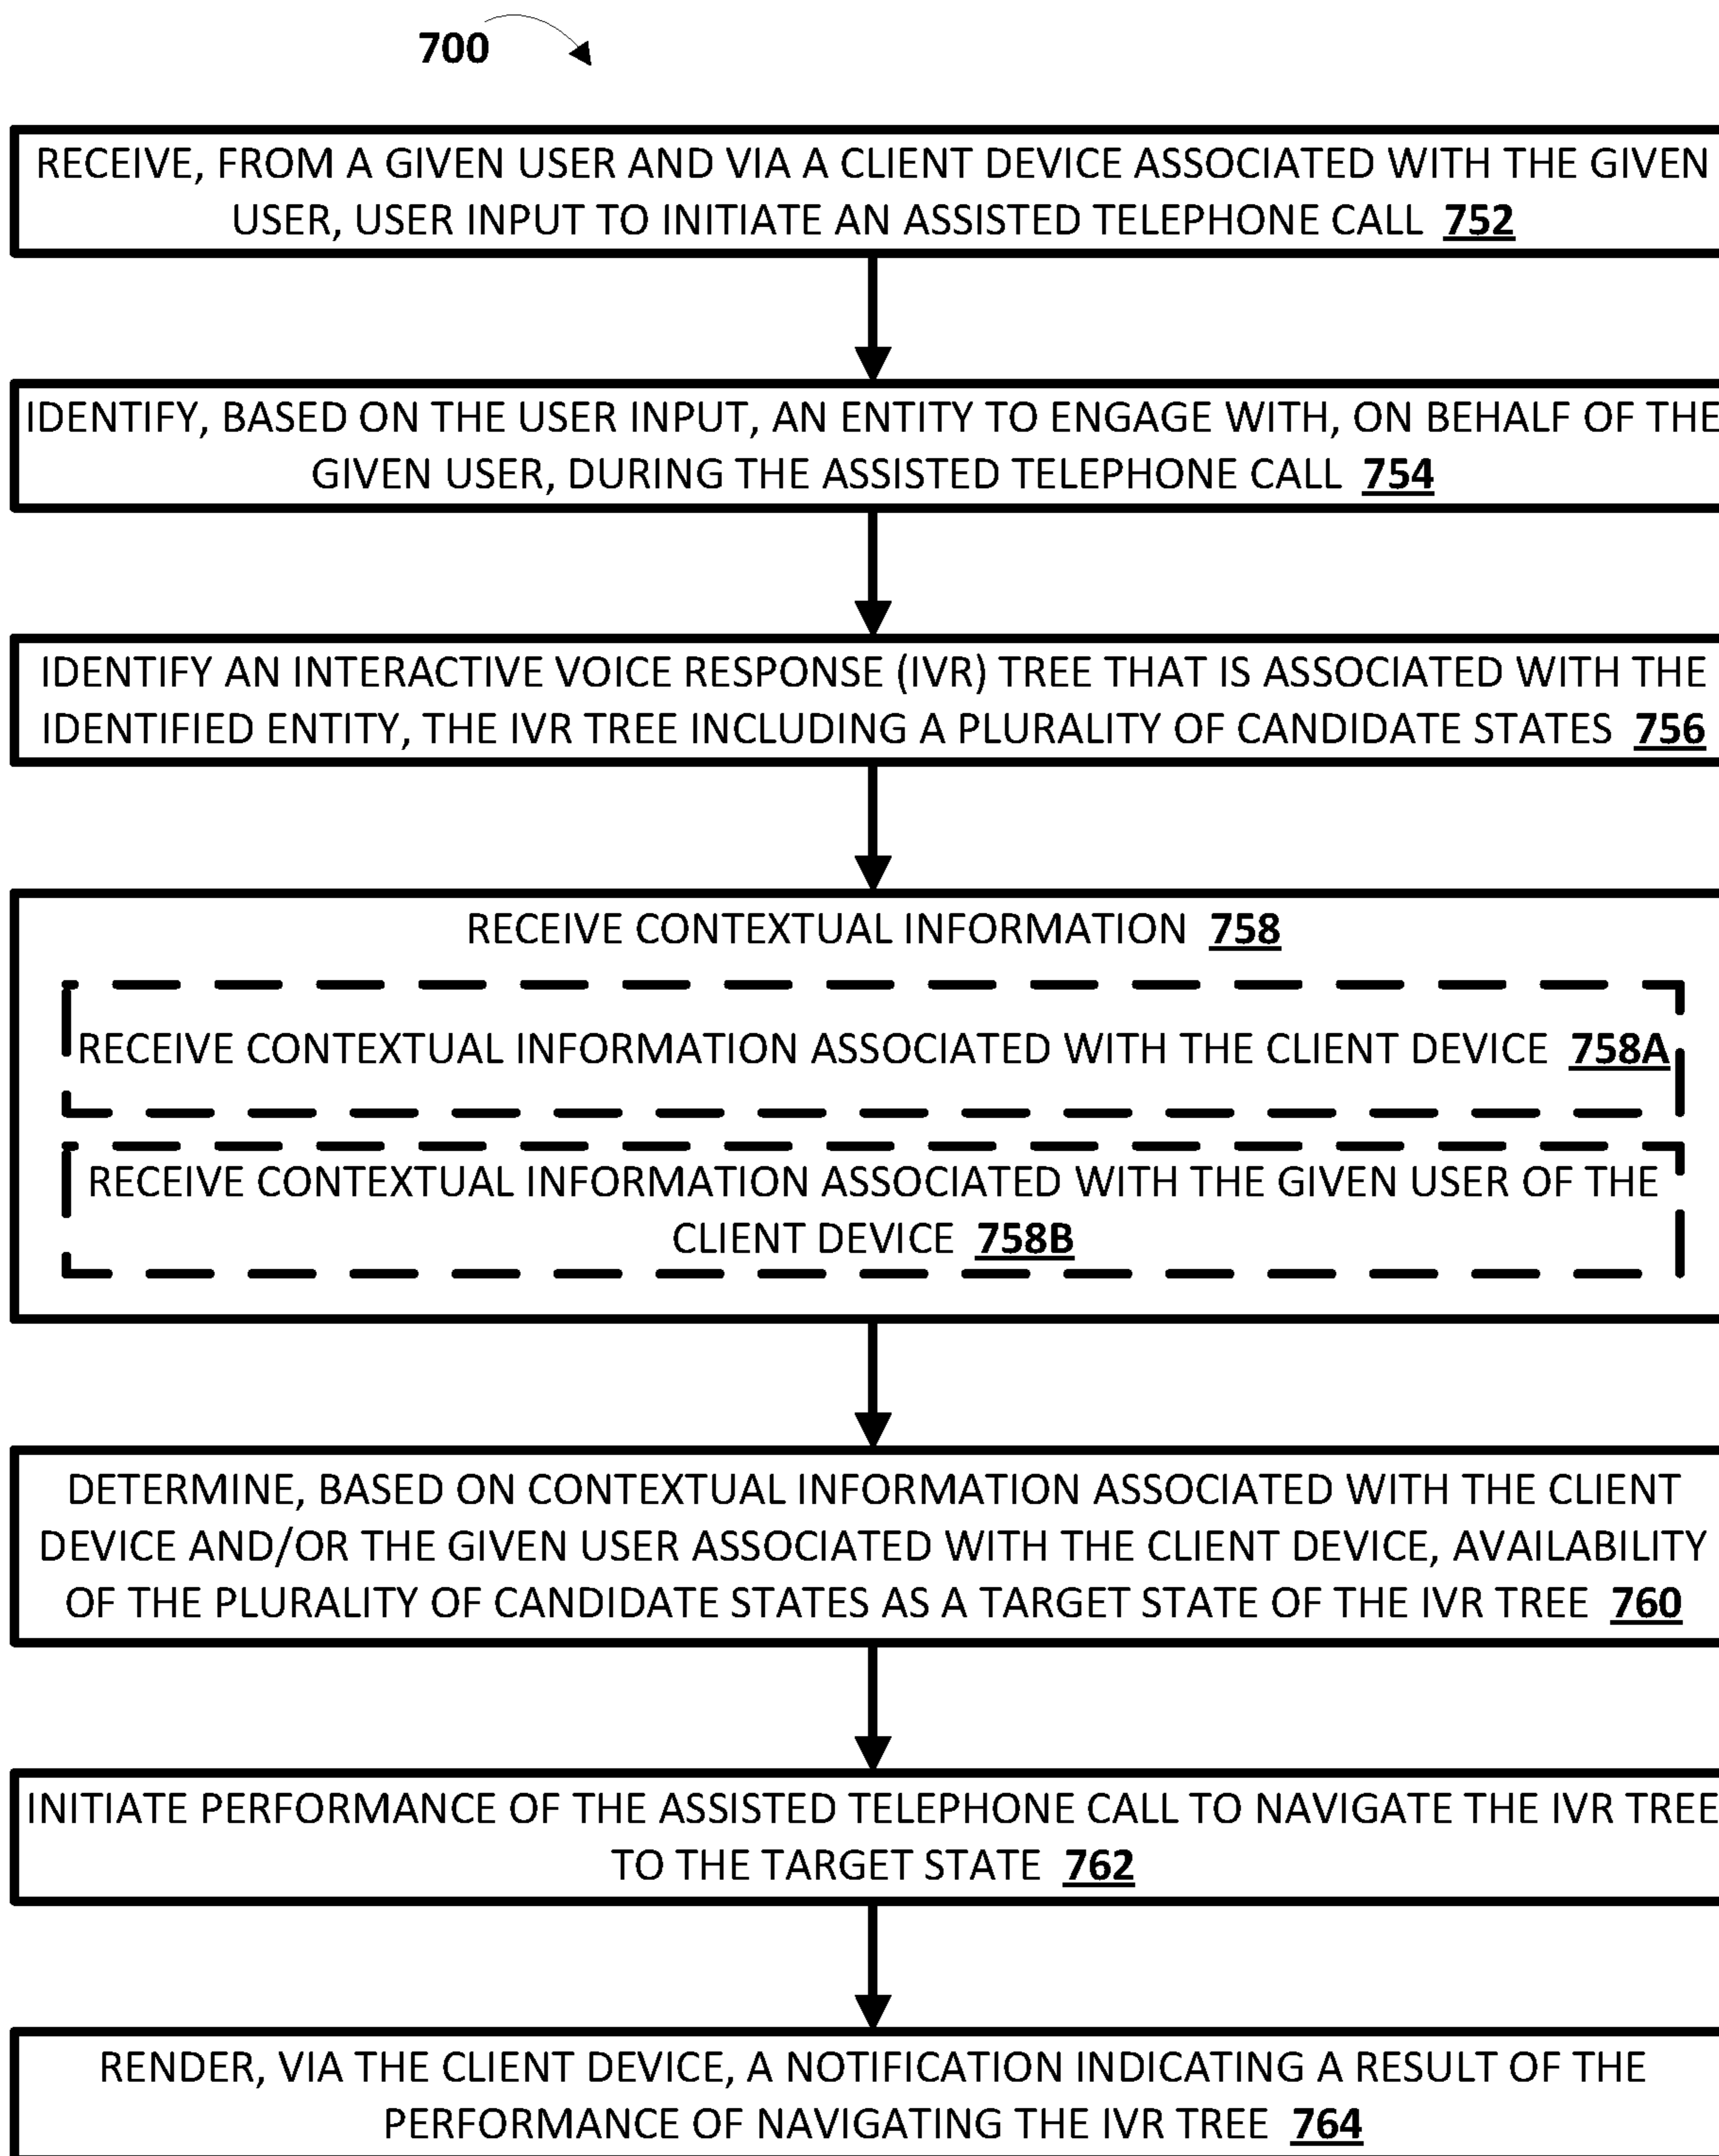 700
RECEIVE, FROM A GIVEN USER AND VIA A CLIENT DEVICE ASSOCIATED WITH THE GIVEN
USER, USER INPUT TO INITIATE AN ASSISTED TELEPHONE CALL 752
IDENTIFY, BASED ON THE USER INPUT, AN ENTITY TO ENGAGE WITH, ON BEHALF OF THE
GIVEN USER, DURING THE ASSISTED TELEPHONE CALL 754
IDENTIFY AN INTERACTIVE VOICE RESPONSE (IVR) TREE THAT IS ASSOCIATED WITH THE
IDENTIFIED ENTITY, THE IVR TREE INCLUDING A PLURALITY OF CANDIDATE STATES 756
RECEIVE CONTEXTUAL INFORMATION 758
RECEIVE CONTEXTUAL INFORMATION ASSOCIATED WITH THE CLIENT DEVICE 758A
RECEIVE CONTEXTUAL INFORMATION ASSOCIATED WITH THE GIVEN USER OF THE
CLIENT DEVICE 758B
DETERMINE, BASED ON CONTEXTUAL INFORMATION ASSOCIATED WITH THE CLIENT
DEVICE AND/OR THE GIVEN USER ASSOCIATED WITH THE CLIENT DEVICE, AVAILABILITY
OF THE PLURALITY OF CANDIDATE STATES AS A TARGET STATE OF THE IVR TREE 760
INITIATE PERFORMANCE OF THE ASSISTED TELEPHONE CALL TO NAVIGATE THE IVR TREE
TO THE TARGET STATE 762
RENDER, VIA THE CLIENT DEVICE, A NOTIFICATION INDICATING A RESULT OF THE
PERFORMANCE OF NAVIGATING THE IVR TREE 764